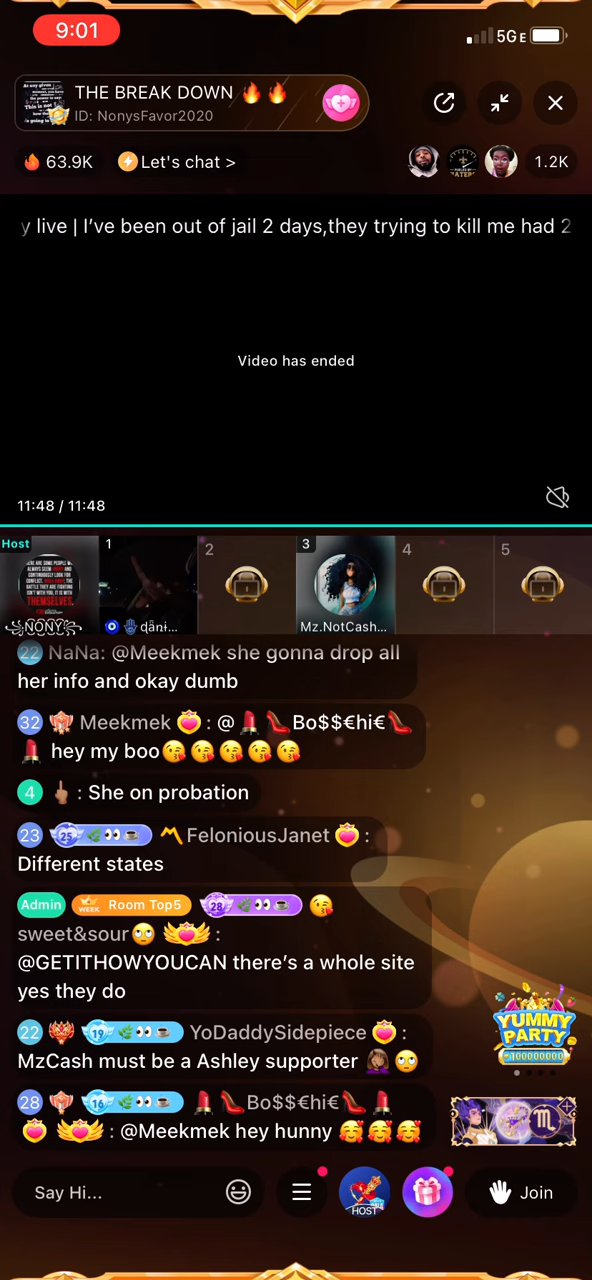 9:01
5GE
THE BREAK DOWN 🔥🔥
ID: NonysFavor2020
🔥 63.9K
Let's chat >
1.2K
y live | I’ve been out of jail 2 days,they trying to kill me had 2
Video has ended
11:48 / 11:48
Host
1
2
3
4
5
THEMSELVES.
꧁NONY꧂
🧿🪬dāni...
Mz.NotCash...
22 NaNa: @Meekmek she gonna drop all
her info and okay dumb
32 Meekmek : @💄👠Bo$$€hi€👠
💄 hey my boo😘😘😘😘😘
4 🖕🏽 : She on probation
23 25 🌿👀☕ 〽️FeloniousJanet :
Different states
Admin WEEK Room Top5 28 🌿👀☕ 😘
sweet&sour🙄 :
@GETITHOWYOUCAN there’s a whole site
yes they do
22 19 🌿👀☕ YoDaddySidepiece :
MzCash must be a Ashley supporter 🤦🏽‍♀️🙄
28 16 🌿👀☕ 💄👠Bo$$€hi€👠💄
: @Meekmek hey hunny 🥰🥰🥰
YUMMY
PARTY
100000000
Say Hi...
HOST
Join